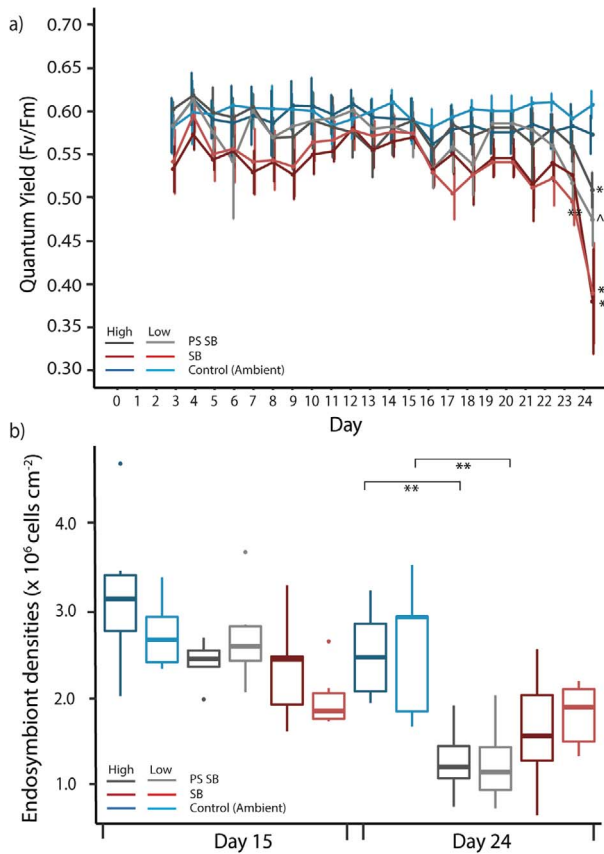 a)
Quantum Yield (Fv/Fm)
0.70
0.65
0.60
0.55
0.50
0.45
0.40
0.35
0.30
*
**
^
*
*
High Low
PS SB
SB
Control (Ambient)
0 1 2 3 4 5 6 7 8 9 10 11 12 13 14 15 16 17 18 19 20 21 22 23 24
Day
b)
Endosymbiont densities (x 10⁶ cells cm⁻²)
4.0
3.0
2.0
1.0
**
**
High Low
PS SB
SB
Control (Ambient)
Day 15 Day 24